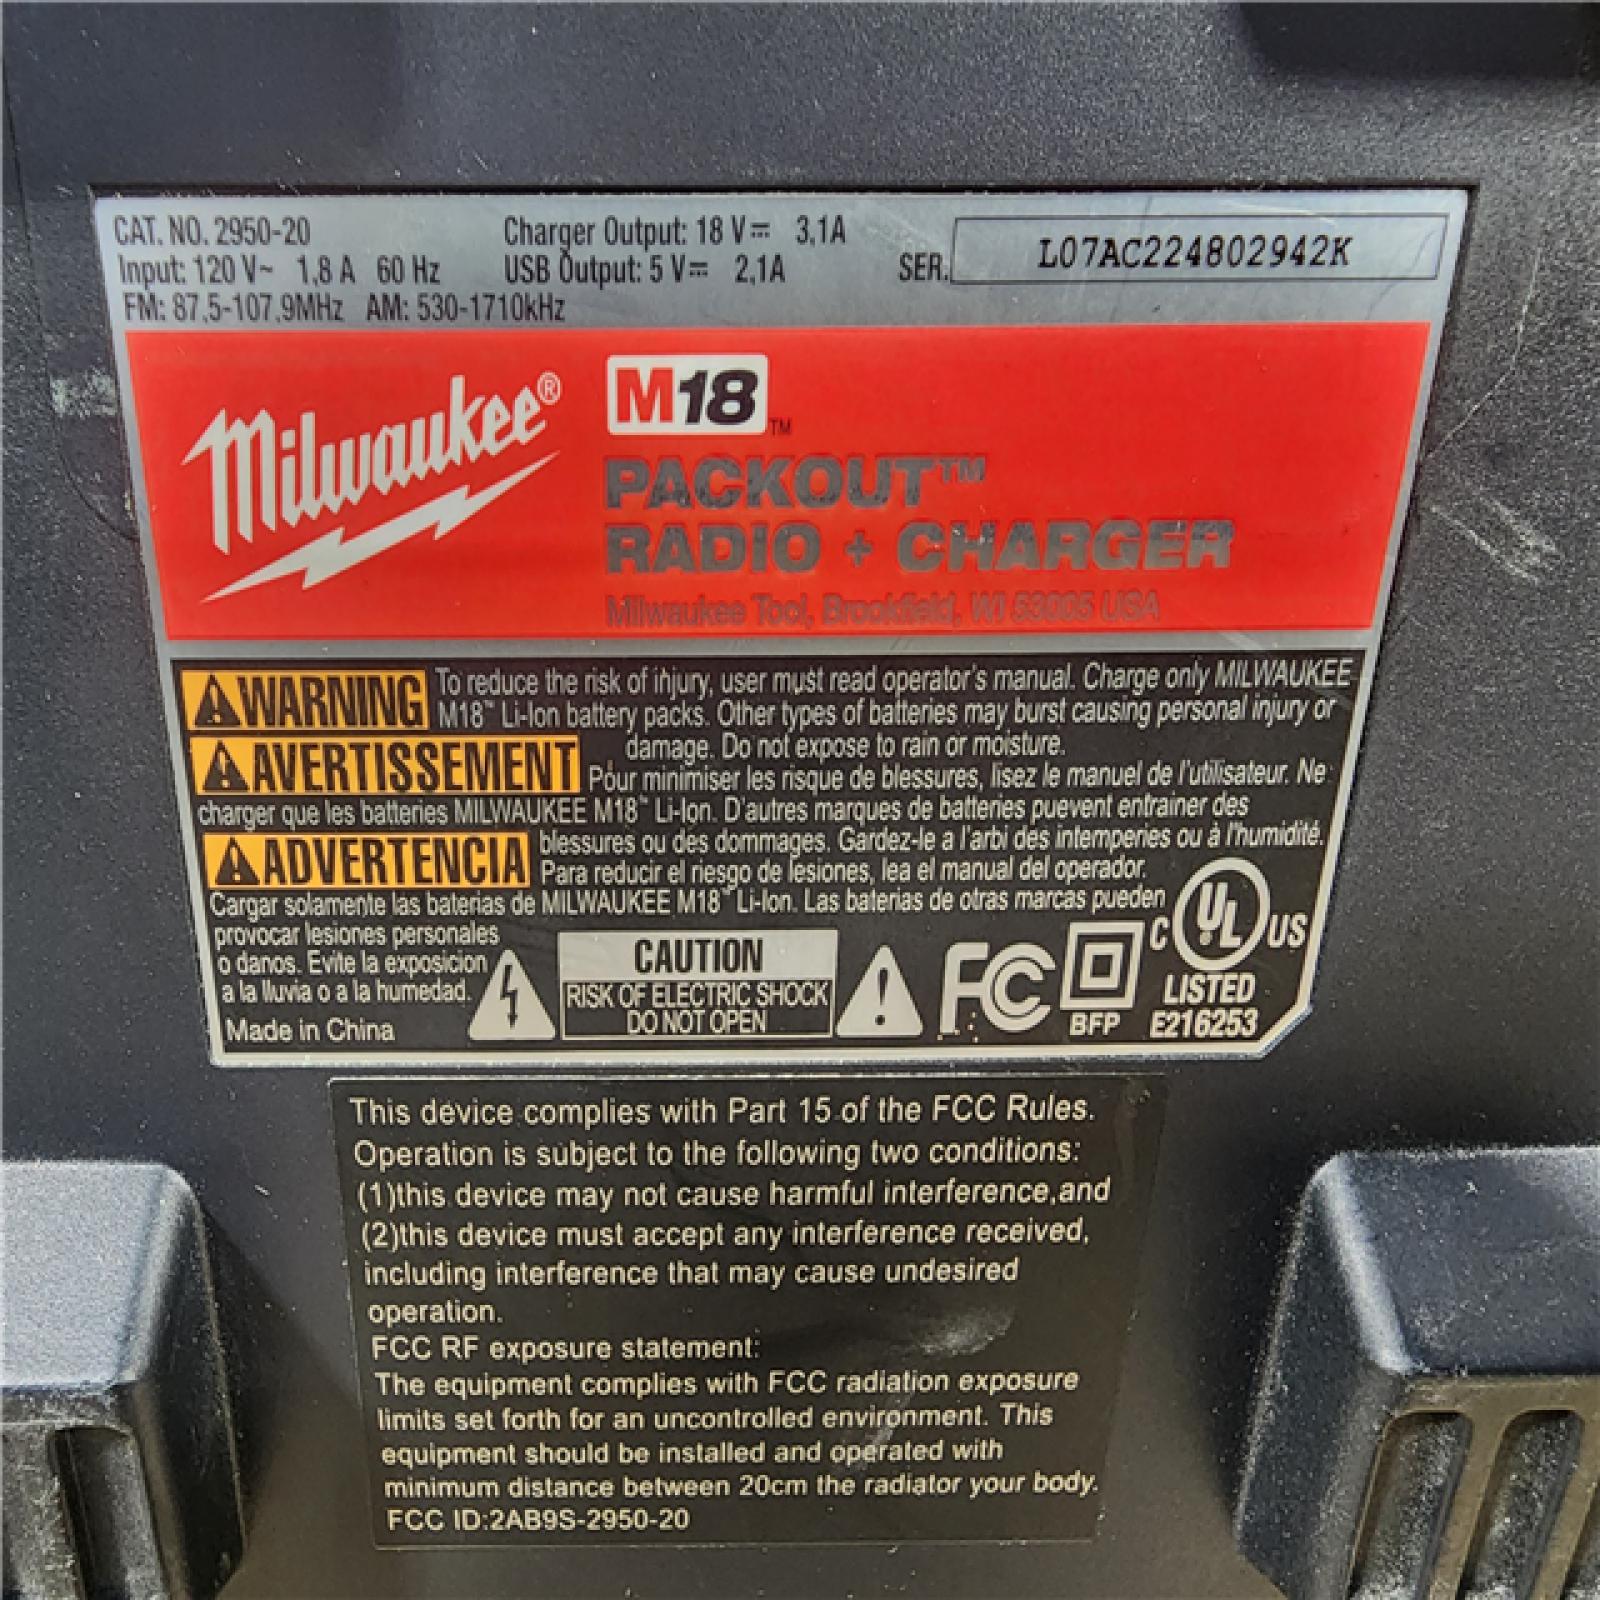 CAT. NO. 2950-20
Input: 120 V~ 1,8 A 60 Hz
FM: 87,5-107,9MHz AM: 530-1710kHz
Charger Output: 18 V⎓ 3,1A
USB Output: 5 V⎓ 2,1A
SER. L07AC224802942K
Milwaukee®
M18™
PACKOUT™
RADIO + CHARGER
Milwaukee Tool, Brookfield, WI 53005 USA
WARNING To reduce the risk of injury, user must read operator's manual. Charge only MILWAUKEE
M18™ Li-Ion battery packs. Other types of batteries may burst causing personal injury or
damage. Do not expose to rain or moisture.
AVERTISSEMENT Pour minimiser les risque de blessures, lisez le manuel de l'utilisateur. Ne
charger que les batteries MILWAUKEE M18™ Li-Ion. D'autres marques de batteries puevent entrainer des
blessures ou des dommages. Gardez-le a l'arbi des intemperies ou à l'humidité.
ADVERTENCIA Para reducir el riesgo de lesiones, lea el manual del operador.
Cargar solamente las baterias de MILWAUKEE M18™ Li-Ion. Las baterias de otras marcas pueden
provocar lesiones personales
o danos. Evite la exposicion
a la lluvia o a la humedad.
Made in China
CAUTION
RISK OF ELECTRIC SHOCK
DO NOT OPEN
FC
BFP
C UL US
LISTED
E216253
This device complies with Part 15 of the FCC Rules.
Operation is subject to the following two conditions:
(1)this device may not cause harmful interference,and
(2)this device must accept any interference received,
including interference that may cause undesired
operation.
FCC RF exposure statement:
The equipment complies with FCC radiation exposure
limits set forth for an uncontrolled environment. This
equipment should be installed and operated with
minimum distance between 20cm the radiator your body.
FCC ID:2AB9S-2950-20